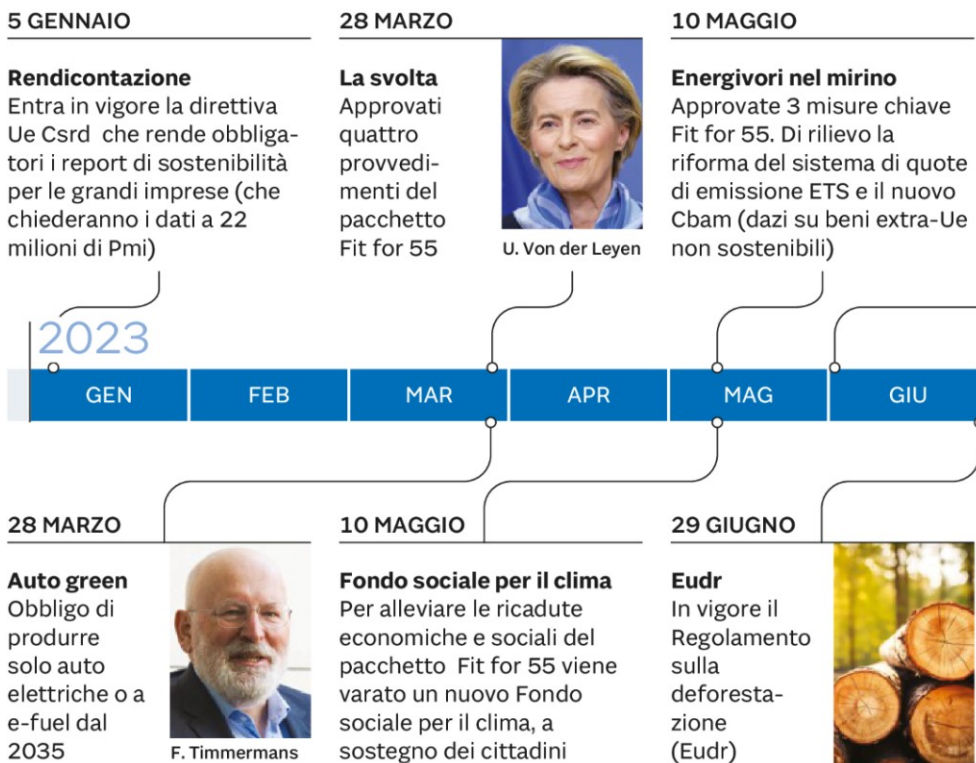 5 GENNAIO
Rendicontazione
Entra in vigore la direttiva
Ue Csrd che rende obbliga-
tori i report di sostenibilità
per le grandi imprese (che
chiederanno i dati a 22
milioni di Pmi)
28 MARZO
La svolta
Approvati
quattro
provvedi-
menti del
pacchetto
Fit for 55
U. Von der Leyen
10 MAGGIO
Energivori nel mirino
Approvate 3 misure chiave
Fit for 55. Di rilievo la
riforma del sistema di quote
di emissione ETS e il nuovo
Cbam (dazi su beni extra-Ue
non sostenibili)
2023
GEN FEB MAR APR MAG GIU
28 MARZO
Auto green
Obbligo di
produrre
solo auto
elettriche o a
e-fuel dal
2035
F. Timmermans
10 MAGGIO
Fondo sociale per il clima
Per alleviare le ricadute
economiche e sociali del
pacchetto Fit for 55 viene
varato un nuovo Fondo
sociale per il clima, a
sostegno dei cittadini
29 GIUGNO
Eudr
In vigore il
Regolamento
sulla
deforesta-
zione
(Eudr)